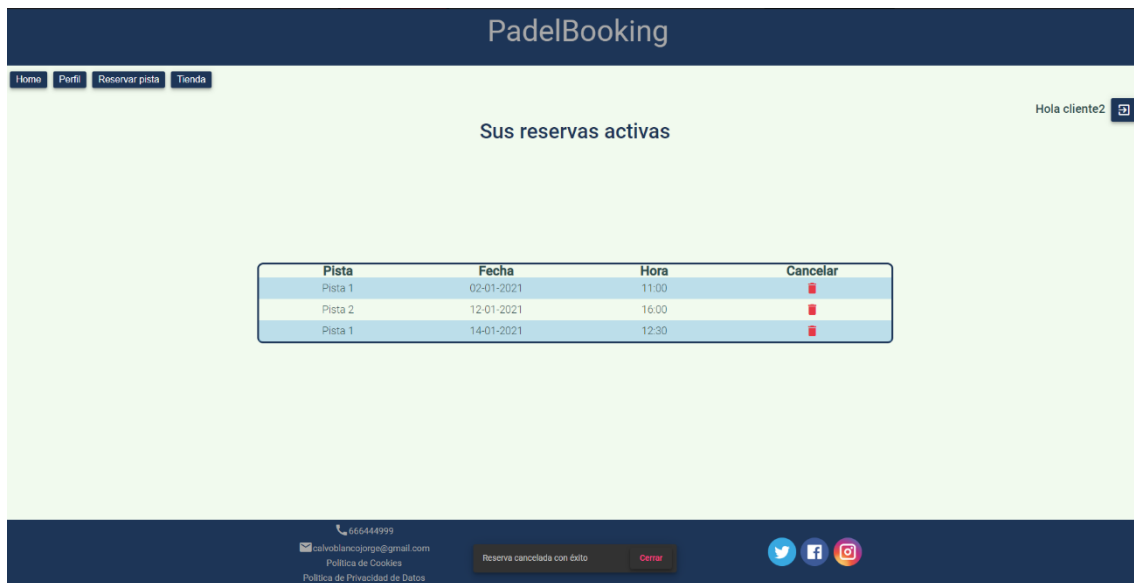 PadelBooking
Home Perfil Reservar pista Tienda
Hola cliente2
Sus reservas activas
Pista Fecha Hora Cancelar
Pista 1 02-01-2021 11:00
Pista 2 12-01-2021 16:00
Pista 1 14-01-2021 12:30
666444999
calvoblancojorge@gmail.com
Política de Cookies
Política de Privacidad de Datos
Reserva cancelada con éxito Cerrar